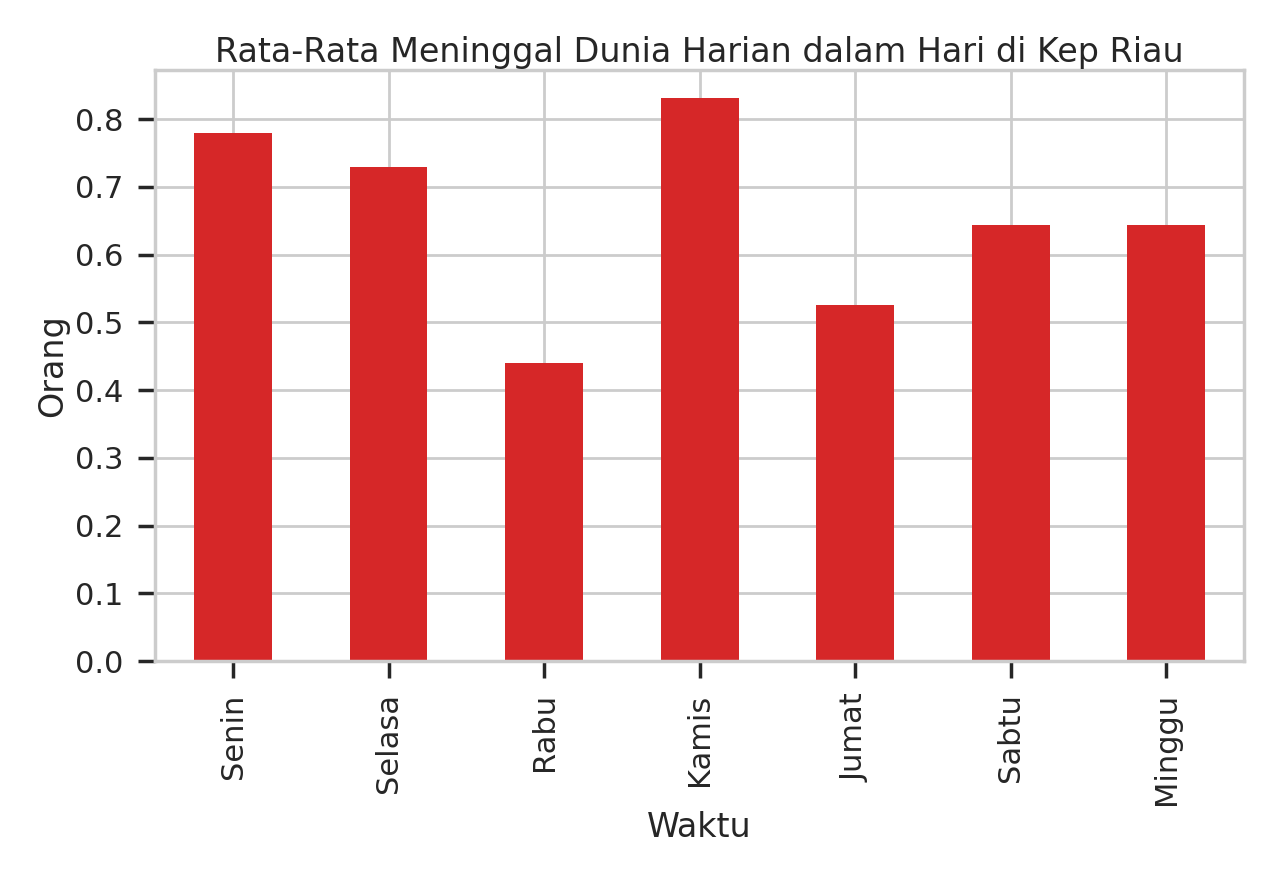 Rata-Rata Meninggal Dunia Harian dalam Hari di Kep Riau
Orang
0.8
0.7
0.6
0.5
0.4
0.3
0.2
0.1
0.0
Senin
Selasa
Rabu
Kamis
Jumat
Sabtu
Minggu
Waktu